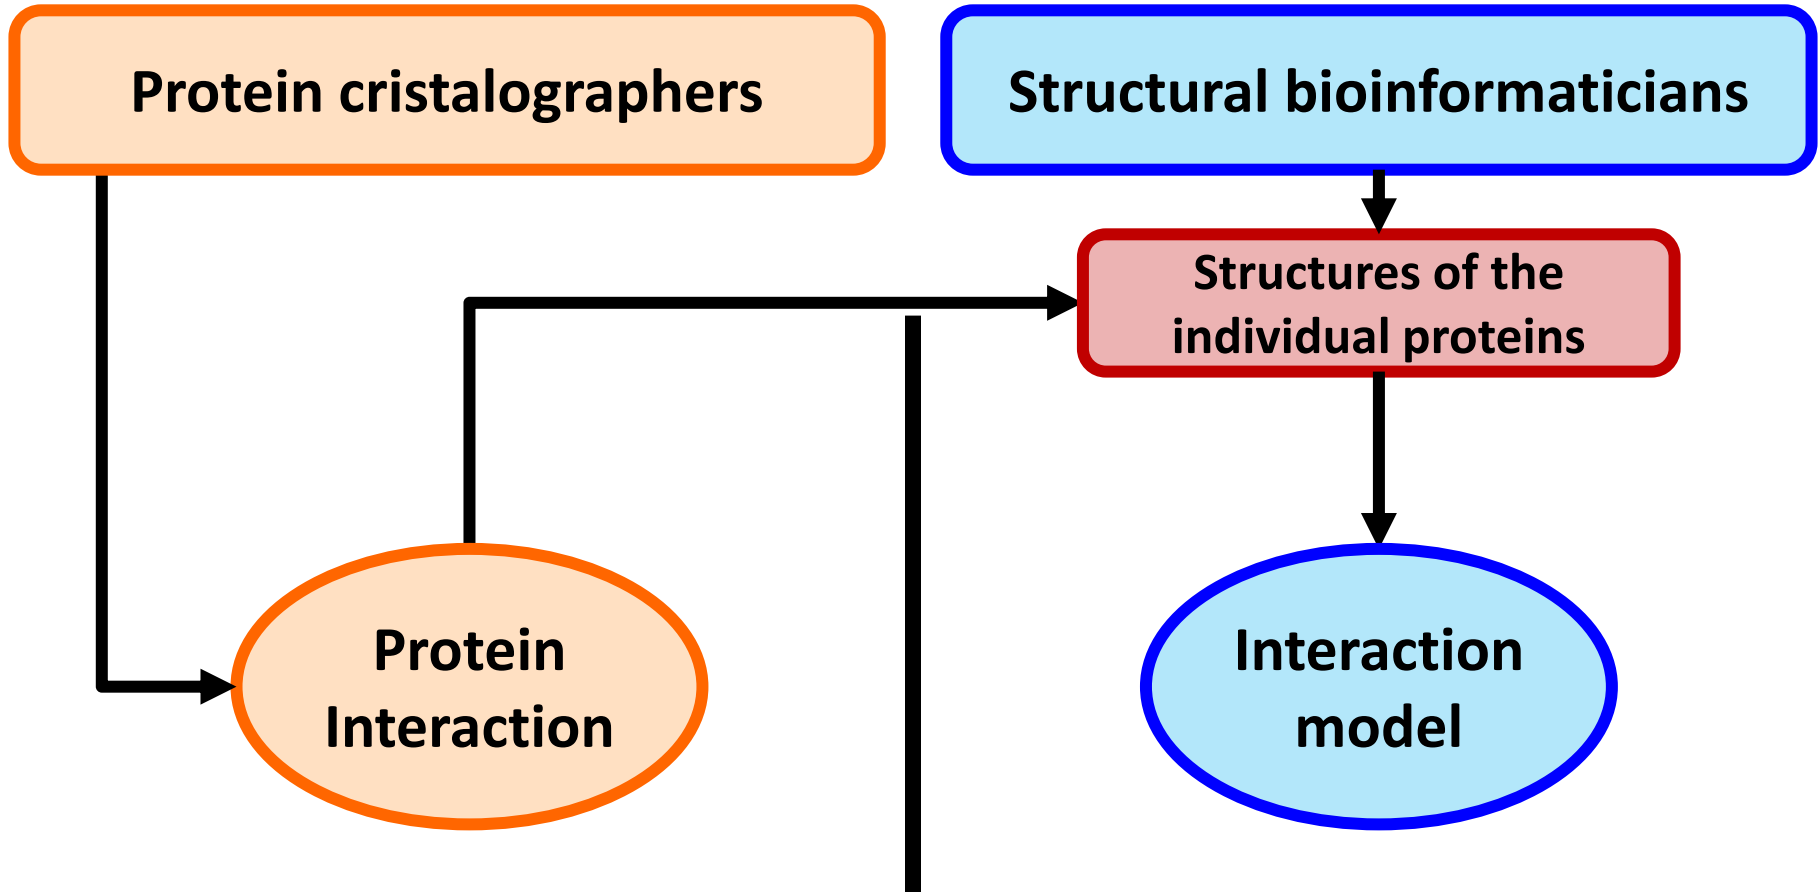 Protein cristalographers
Structural bioinformaticians
Structures of the
individual proteins
Protein
Interaction
Interaction
model